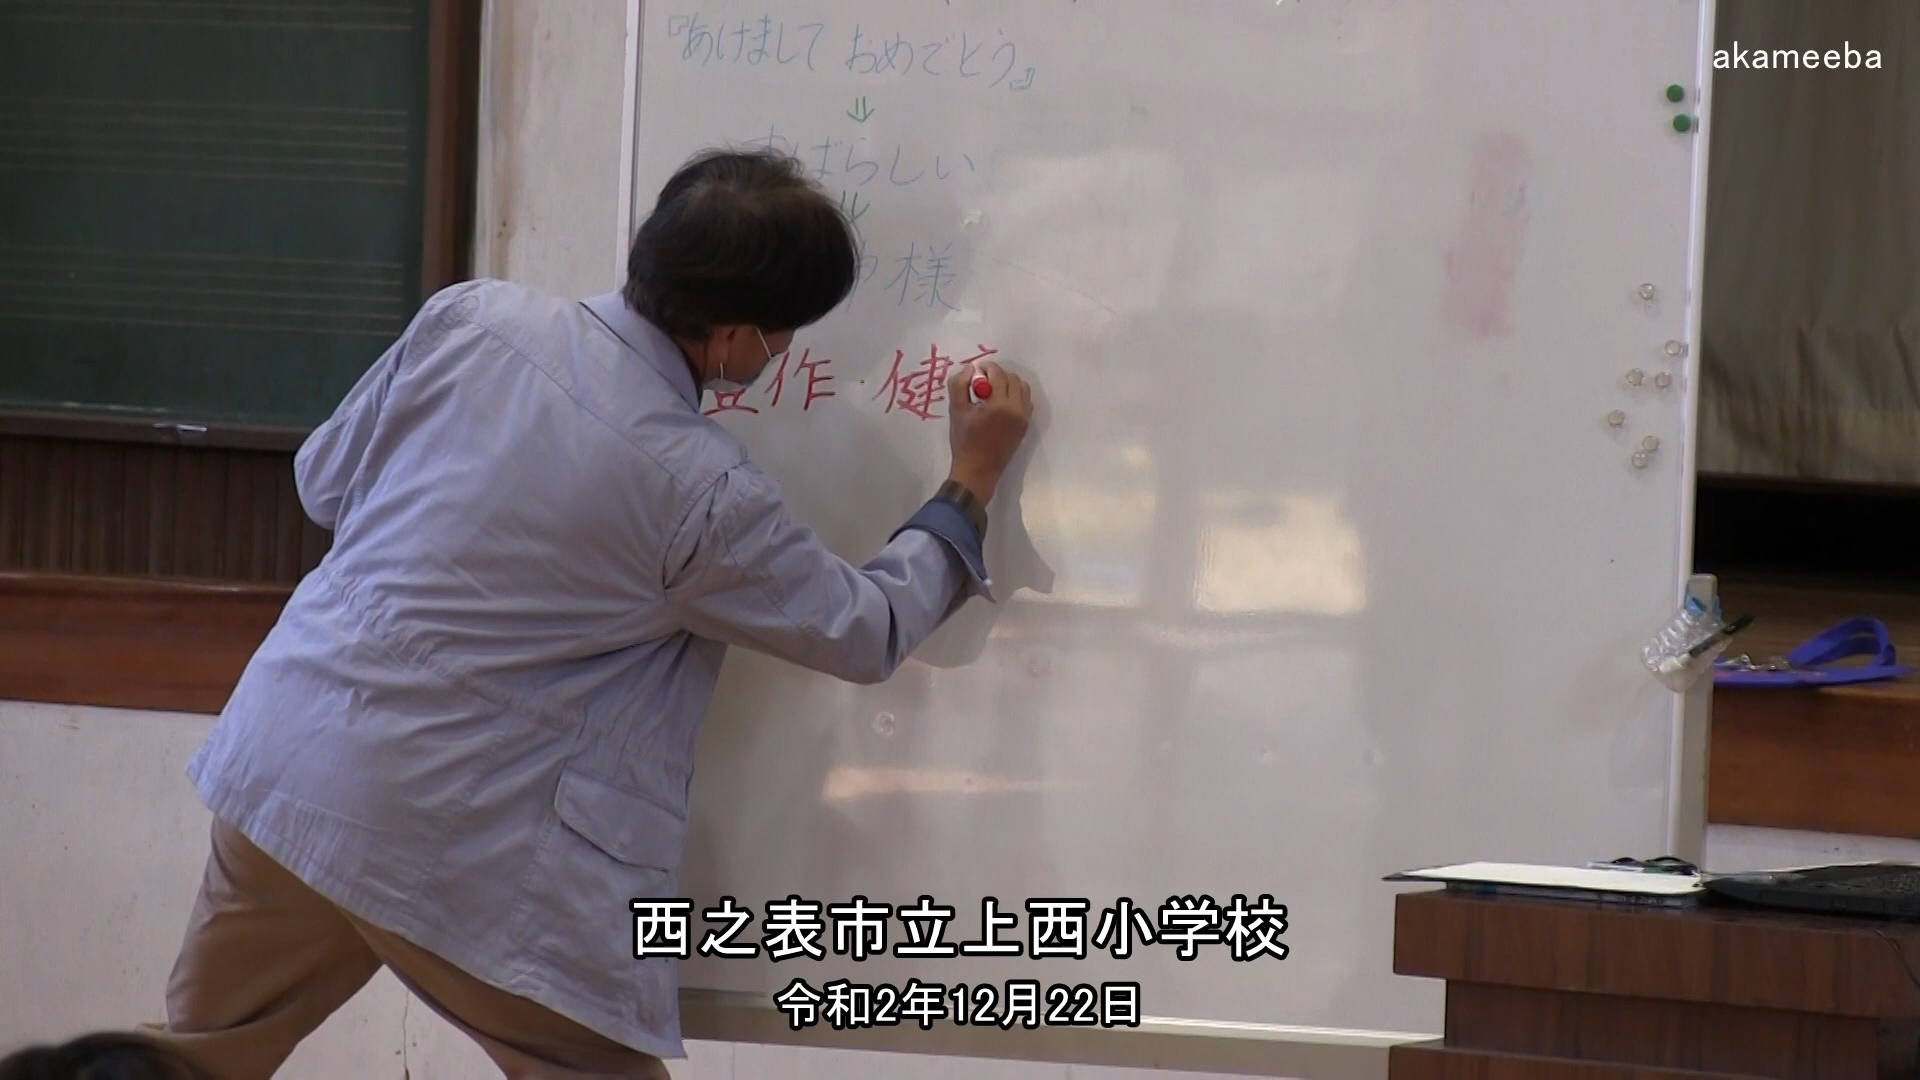 akameeba
『あけまして おめでとう』
すばらしい
様
作・健
西之表市立上西小学校
令和2年12月22日